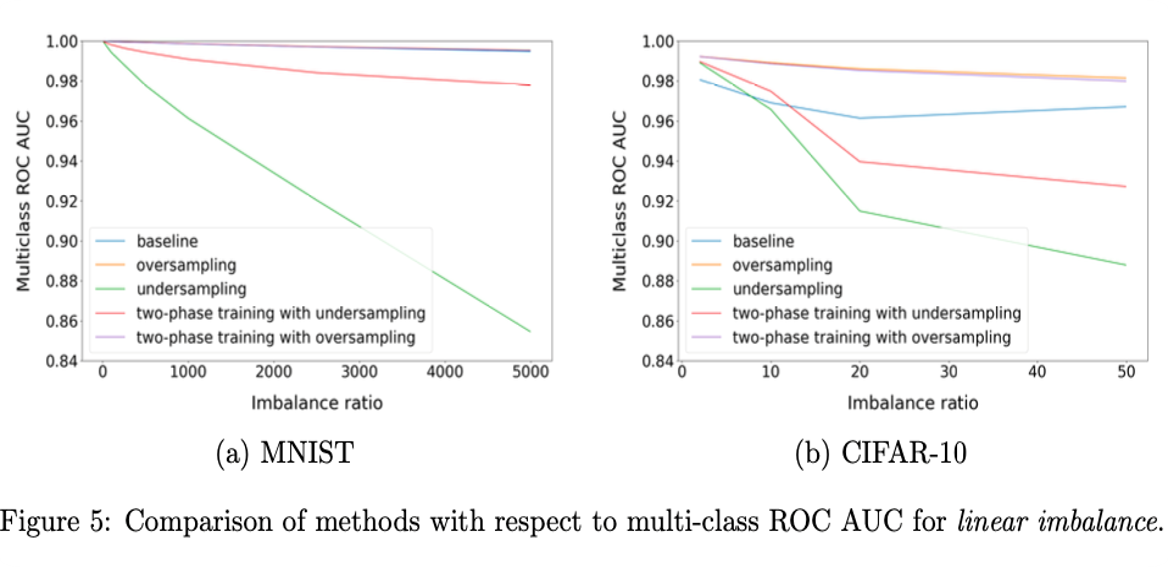 1.00
0.98
0.96
0.94
0.92
0.90
0.88
0.86
0.84
Multiclass ROC AUC
baseline
oversampling
undersampling
two-phase training with undersampling
two-phase training with oversampling
0 1000 2000 3000 4000 5000
Imbalance ratio
(a) MNIST
1.00
0.98
0.96
0.94
0.92
0.90
0.88
0.86
0.84
Multiclass ROC AUC
baseline
oversampling
undersampling
two-phase training with undersampling
two-phase training with oversampling
0 10 20 30 40 50
Imbalance ratio
(b) CIFAR-10
Figure 5: Comparison of methods with respect to multi-class ROC AUC for linear imbalance.